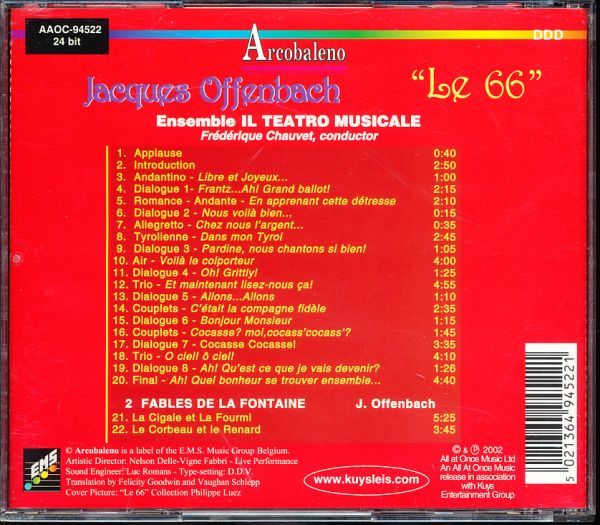 AAOC-94522
24 bit
Arcobaleno
DDD
Jacques Offenbach
"Le 66"
Ensemble IL TEATRO MUSICALE
Frédérique Chauvet, conductor
1. Applause 0:40
2. Introduction 2:50
3. Andantino - Libre et Joyeux... 1:00
4. Dialogue 1- Frantz...Ah! Grand ballot! 2:15
5. Romance - Andante - En apprenant cette détresse 2:10
6. Dialogue 2 - Nous voilà bien... 0:15
7. Allegretto - Chez nous l'argent... 0:35
8. Tyrolienne - Dans mon Tyrol 2:45
9. Dialogue 3 - Pardine, nous chantons si bien! 1:05
10. Air - Voilà le colporteur 4:00
11. Dialogue 4 - Oh! Grittly! 1:25
12. Trio - Et maintenant lisez-nous ça! 4:55
13. Dialogue 5 - Allons...Allons 1:10
14. Couplets - C'était la compagne fidèle 2:35
15. Dialogue 6 - Bonjour Monsieur 1:15
16. Couplets - Cocasse? moi,cocass'cocass'? 1:45
17. Dialogue 7 - Cocasse Cocasse! 3:35
18. Trio - O ciel! ô ciel! 4:10
19. Dialogue 8 - Ah! Qu'est ce que je vais devenir? 1:26
20. Final - Ah! Quel bonheur se trouver ensemble... 4:40
2 FABLES DE LA FONTAINE J. Offenbach
21. La Cigale et La Fourmi 5:25
22. Le Corbeau et le Renard 3:45
EMS
© Arcobaleno is a label of the E.M.S. Music Group Belgium.
Artistic Director: Nelson Delle-Vigne Fabbri - Live Performance
Sound Engineer: Luc Romans - Type-setting: D.D.V.
Translation by Felicity Goodwin and Vaughan Schlepp
Cover Picture: "Le 66" Collection Philippe Luez
www.kuysleis.com
© & ℗ 2002
All at Once Music Ltd
An All At Once Music
release in association
with Kuys
Entertainment Group
5 021364 945221